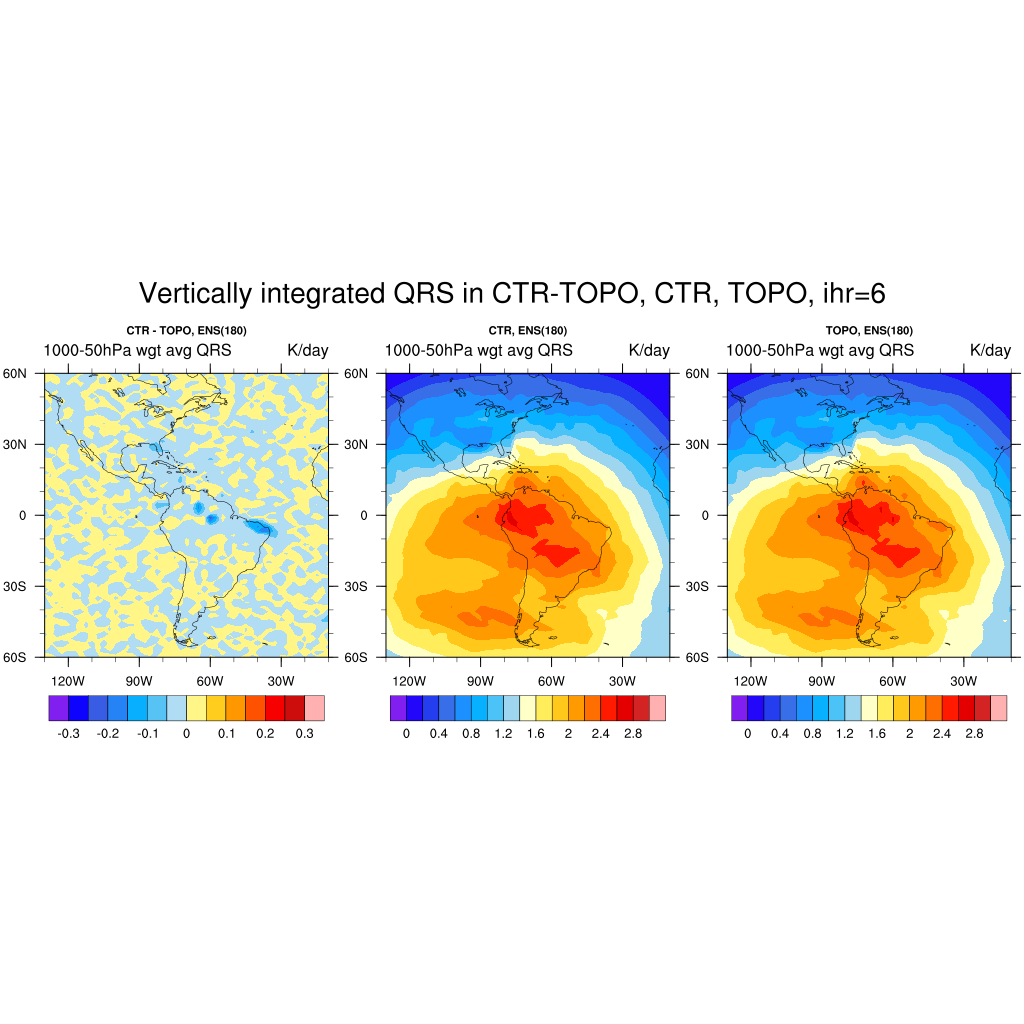 Vertically integrated QRS in CTR-TOPO, CTR, TOPO, ihr=6
CTR - TOPO, ENS(180)
1000-50hPa wgt avg QRS K/day
60N
30N
0
30S
60S
120W 90W 60W 30W
-0.3 -0.2 -0.1 0 0.1 0.2 0.3
CTR, ENS(180)
1000-50hPa wgt avg QRS K/day
60N
30N
0
30S
60S
120W 90W 60W 30W
0 0.4 0.8 1.2 1.6 2 2.4 2.8
TOPO, ENS(180)
1000-50hPa wgt avg QRS K/day
60N
30N
0
30S
60S
120W 90W 60W 30W
0 0.4 0.8 1.2 1.6 2 2.4 2.8